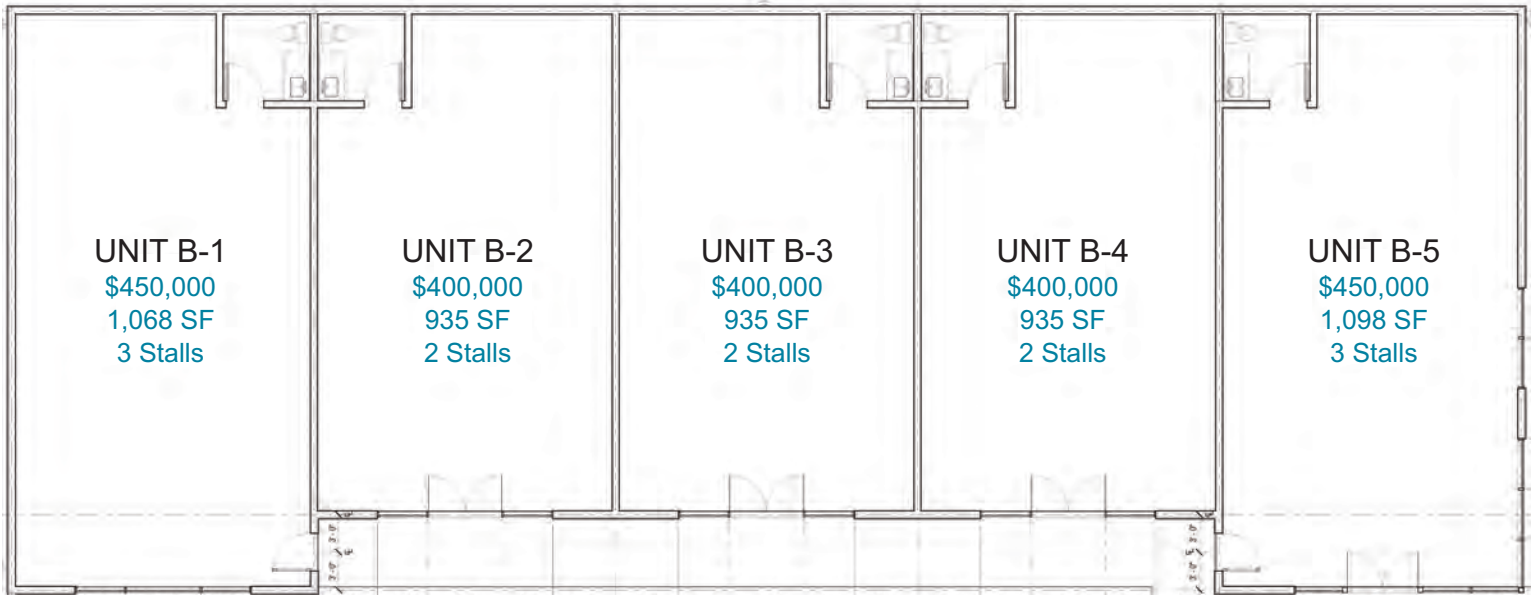 UNIT B-1
$450,000
1,068 SF
3 Stalls
UNIT B-2
$400,000
935 SF
2 Stalls
UNIT B-3
$400,000
935 SF
2 Stalls
UNIT B-4
$400,000
935 SF
2 Stalls
UNIT B-5
$450,000
1,098 SF
3 Stalls